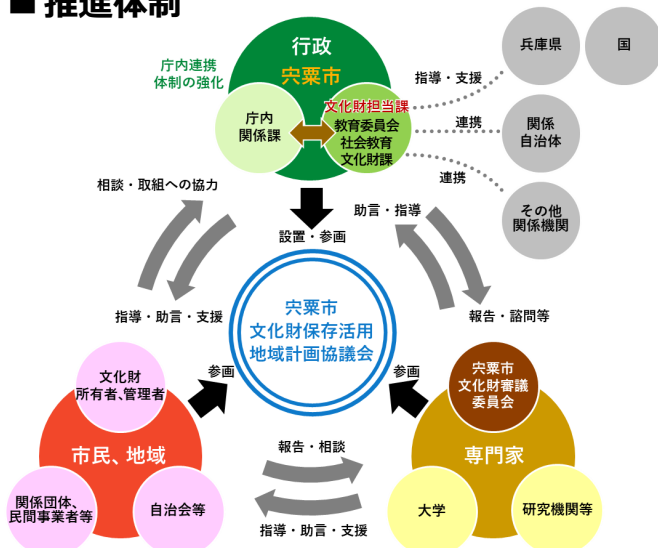 ■ 推進体制
行政
宍粟市
庁内連携
体制の強化
庁内
関係課
文化財担当課
教育委員会
社会教育
文化財課
兵庫県
国
指導・支援
連携
関係
自治体
連携
その他
関係機関
相談・取組への協力
指導・助言・支援
設置・参画
助言・指導
報告・諮問等
宍粟市
文化財保存活用
地域計画協議会
参画
参画
文化財
所有者、管理者
市民、地域
関係団体、
民間事業者等
自治会等
報告・相談
指導・助言・支援
宍粟市
文化財審議
委員会
専門家
大学
研究機関等